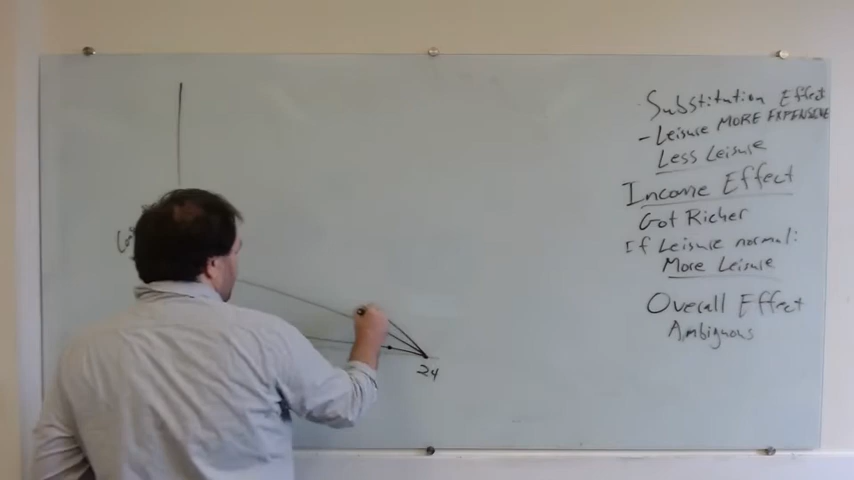 Substitution Effect
- Leisure MORE EXPENSIVE
Less Leisure
Income Effect
Got Richer
If Leisure normal:
More Leisure
Overall Effect
Ambiguous
24